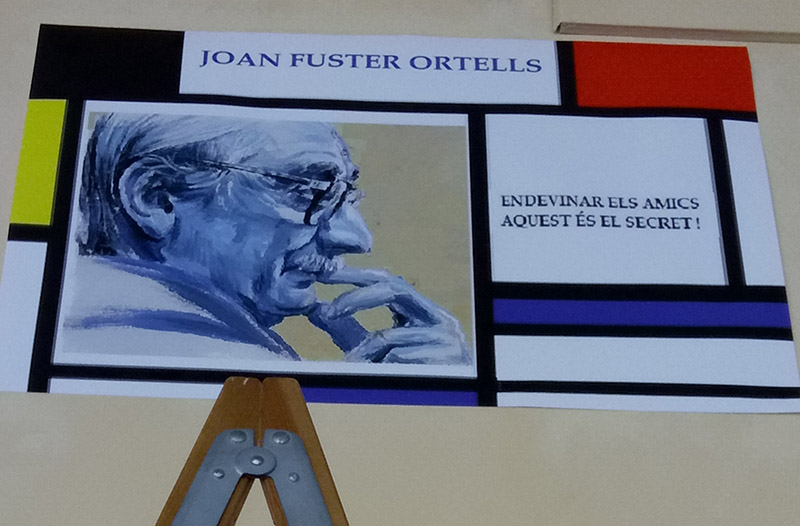 JOAN FUSTER ORTELLS
ENDEVINAR ELS AMICS
AQUEST ÉS EL SECRET !